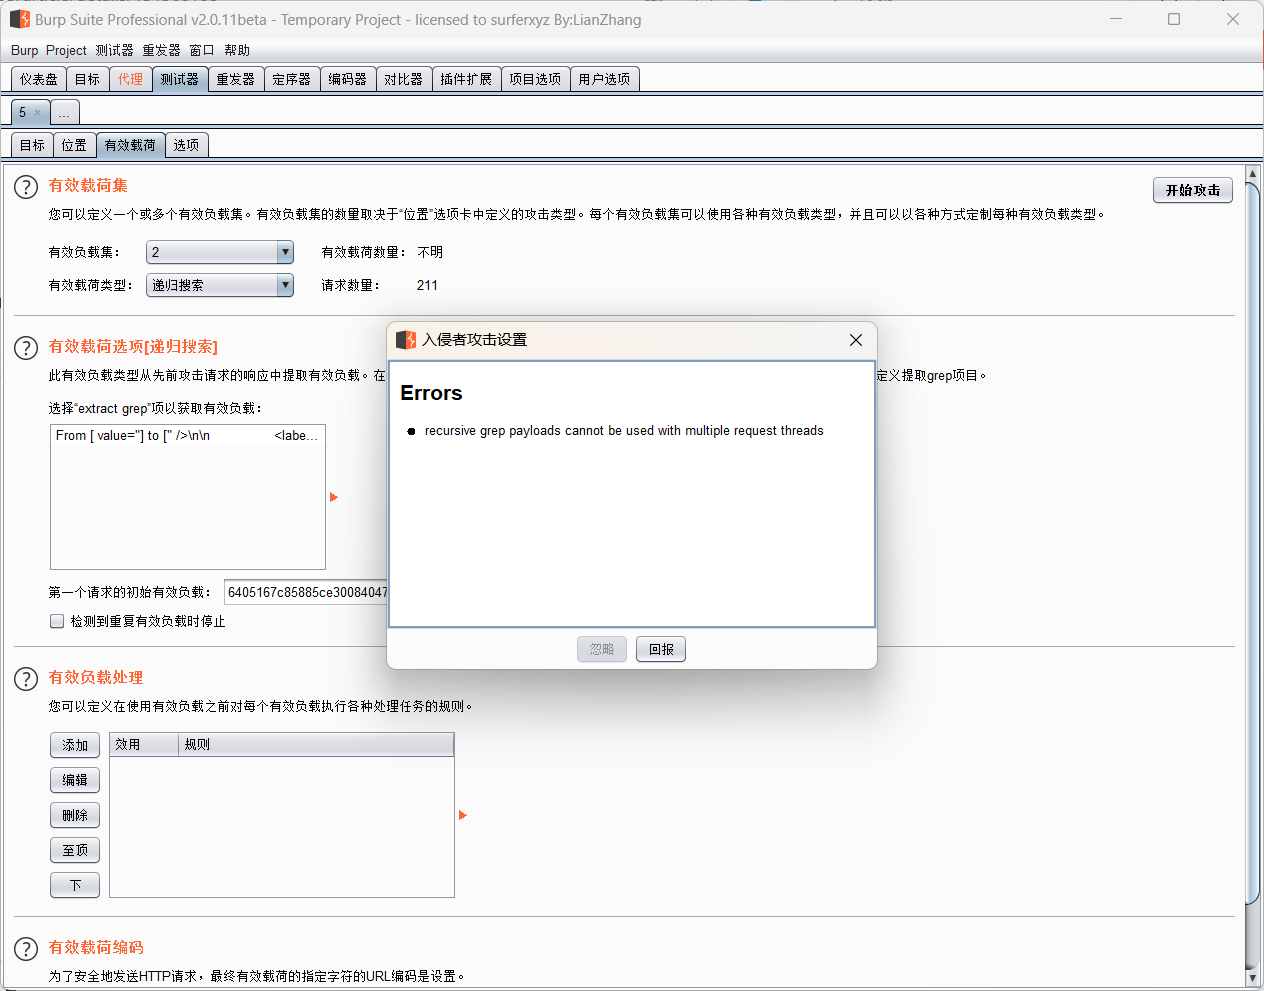 Burp Suite Professional v2.0.11beta - Temporary Project - licensed to surferxyz By:LianZhang
Burp Project 测试器 重发器 窗口 帮助
仪表盘 目标 代理 测试器 重发器 定序器 编码器 对比器 插件扩展 项目选项 用户选项
5 × ...
目标 位置 有效载荷 选项
? 有效载荷集
开始攻击
您可以定义一个或多个有效负载集。有效负载集的数量取决于“位置”选项卡中定义的攻击类型。每个有效负载集可以使用各种有效负载类型，并且可以以各种方式定制每种有效负载类型。
有效负载集： 2 有效载荷数量： 不明
有效载荷类型： 递归搜索 请求数量： 211
? 有效载荷选项[递归搜索]
此有效负载类型从先前攻击请求的响应中提取有效负载。在
定义提取grep项目。
选择“extract grep”项以获取有效负载：
From [ value="] to [" />\n\n <labe...
第一个请求的初始有效负载： 6405167c85885ce30084047
检测到重复有效负载时停止
入侵者攻击设置
Errors
recursive grep payloads cannot be used with multiple request threads
忽略 回报
? 有效负载处理
您可以定义在使用有效负载之前对每个有效负载执行各种处理任务的规则。
添加 效用 规则
编辑
删除
至顶
下
? 有效载荷编码
为了安全地发送HTTP请求，最终有效载荷的指定字符的URL编码是设置。